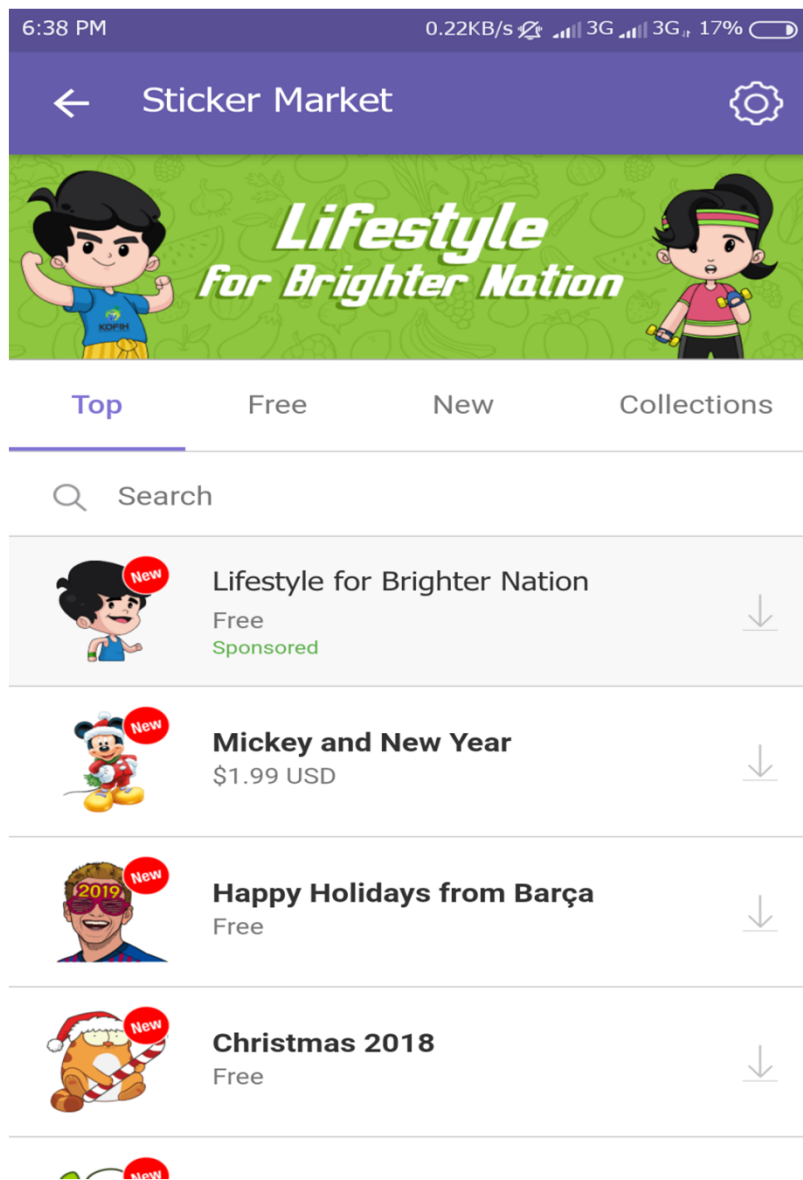 6:38 PM 0.22KB/s 3G 3G 17%
Sticker Market
Lifestyle
for Brighter Nation
KOFIH
Top Free New Collections
Search
New
Lifestyle for Brighter Nation
Free
Sponsored
New
Mickey and New Year
$1.99 USD
New
2019
Happy Holidays from Barça
Free
New
Christmas 2018
Free
New